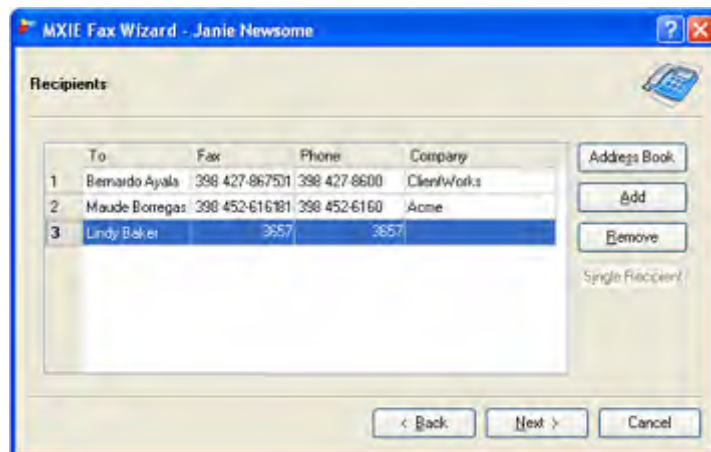 MXIE Fax Wizard - Janie Newsome
Recipients
To Fax Phone Company
1 Bernardo Ayala 398 427-867501 398 427-8600 ClientWorks
2 Maude Borregas 398 452-616181 398 452-6160 Acme
3 Lindy Baker 3657 3657
Address Book
Add
Remove
Single Recipient
< Back Next > Cancel